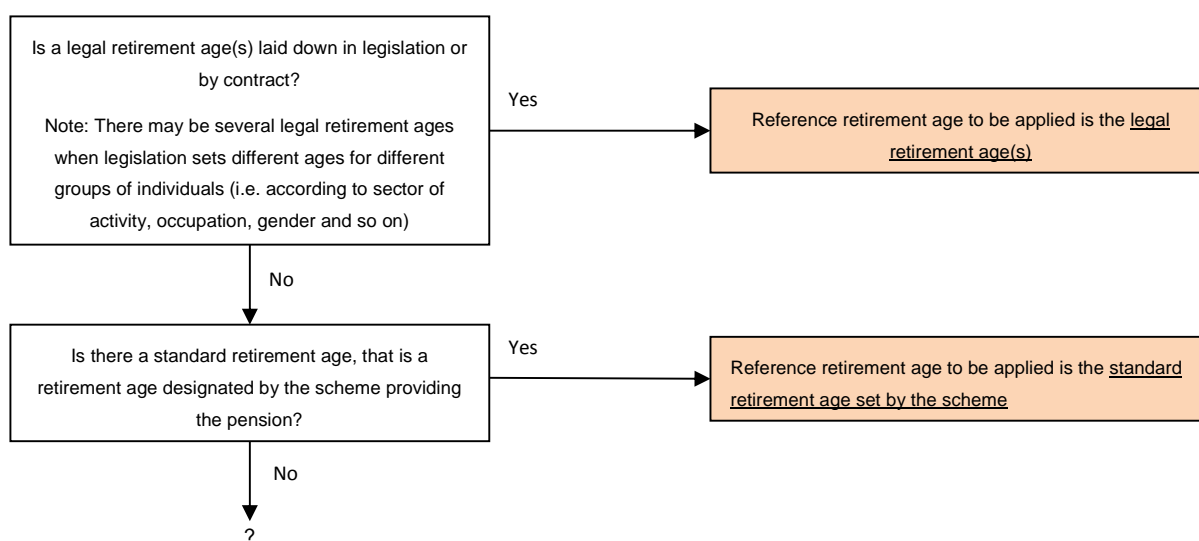 Is a legal retirement age(s) laid down in legislation or
by contract?
Note: There may be several legal retirement ages
when legislation sets different ages for different
groups of individuals (i.e. according to sector of
activity, occupation, gender and so on)
Yes
Reference retirement age to be applied is the legal
retirement age(s)
No
Is there a standard retirement age, that is a
retirement age designated by the scheme providing
the pension?
Yes
Reference retirement age to be applied is the standard
retirement age set by the scheme
No
?